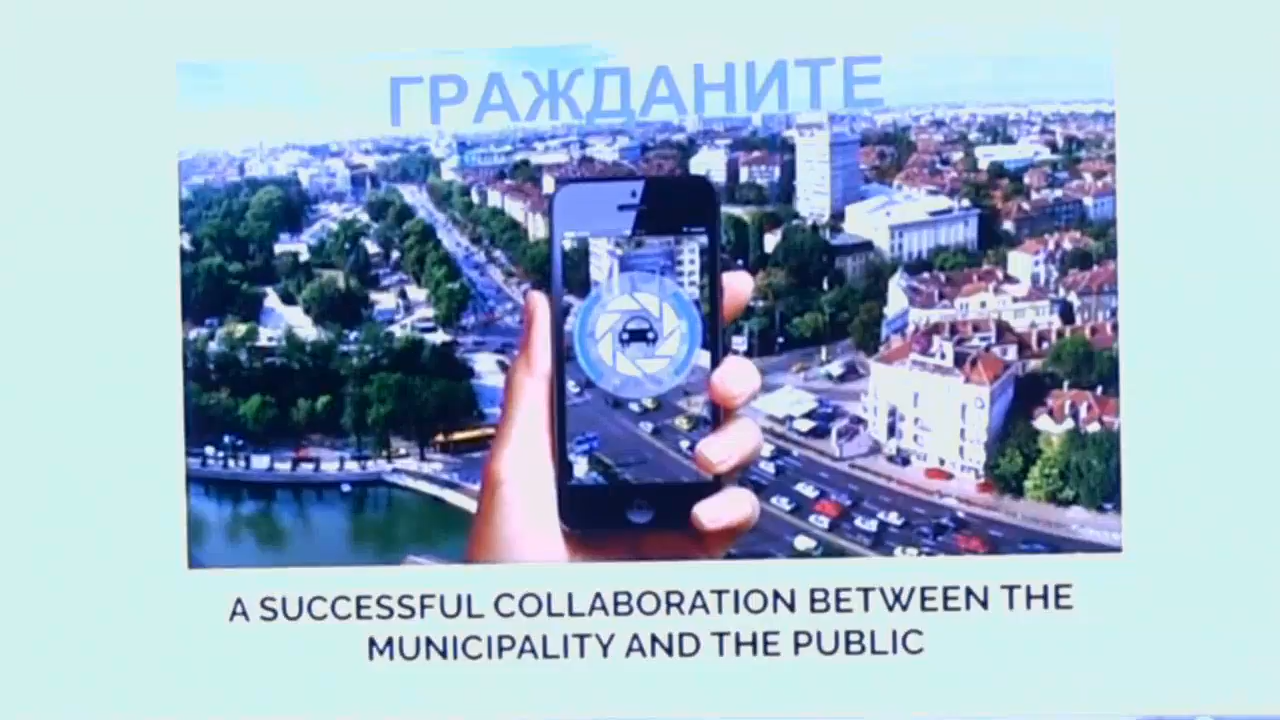 ГРАЖДАНИТЕ
A SUCCESSFUL COLLABORATION BETWEEN THE
MUNICIPALITY AND THE PUBLIC